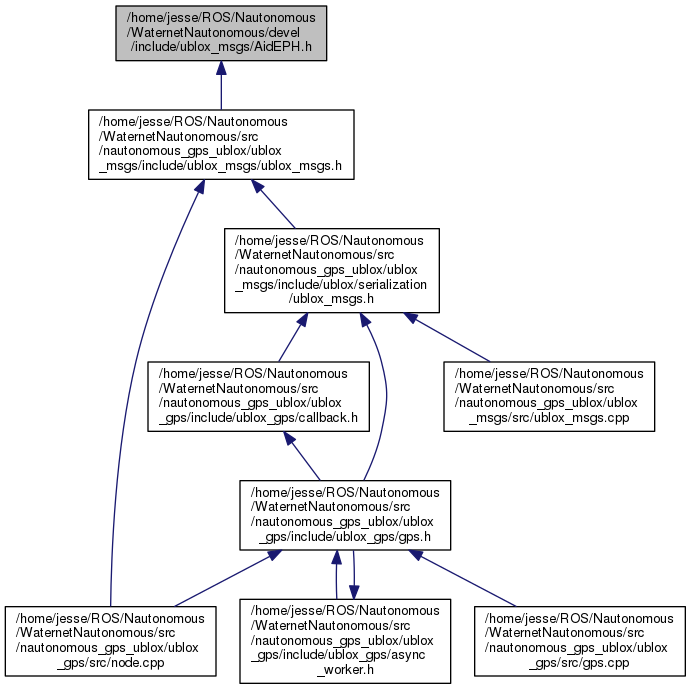 /home/jesse/ROS/Nautonomous
/WaternetNautonomous/devel
/include/ublox_msgs/AidEPH.h
/home/jesse/ROS/Nautonomous
/WaternetNautonomous/src
/nautonomous_gps_ublox/ublox
_msgs/include/ublox_msgs/ublox_msgs.h
/home/jesse/ROS/Nautonomous
/WaternetNautonomous/src
/nautonomous_gps_ublox/ublox
_msgs/include/ublox/serialization
/ublox_msgs.h
/home/jesse/ROS/Nautonomous
/WaternetNautonomous/src
/nautonomous_gps_ublox/ublox
_gps/include/ublox_gps/callback.h
/home/jesse/ROS/Nautonomous
/WaternetNautonomous/src
/nautonomous_gps_ublox/ublox
_msgs/src/ublox_msgs.cpp
/home/jesse/ROS/Nautonomous
/WaternetNautonomous/src
/nautonomous_gps_ublox/ublox
_gps/include/ublox_gps/gps.h
/home/jesse/ROS/Nautonomous
/WaternetNautonomous/src
/nautonomous_gps_ublox/ublox
_gps/src/node.cpp
/home/jesse/ROS/Nautonomous
/WaternetNautonomous/src
/nautonomous_gps_ublox/ublox
_gps/include/ublox_gps/async
_worker.h
/home/jesse/ROS/Nautonomous
/WaternetNautonomous/src
/nautonomous_gps_ublox/ublox
_gps/src/gps.cpp